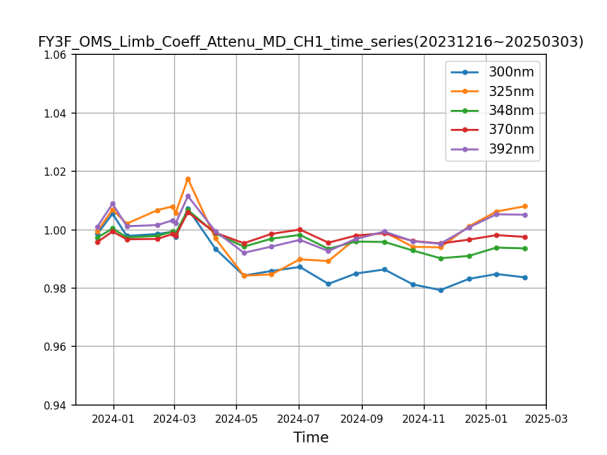 FY3F_OMS_Limb_Coeff_Attenu_MD_CH1_time_series(20231216~20250303)
1.06
1.04
1.02
1.00
0.98
0.96
0.94
300nm
325nm
348nm
370nm
392nm
2024-01 2024-03 2024-05 2024-07 2024-09 2024-11 2025-01 2025-03
Time